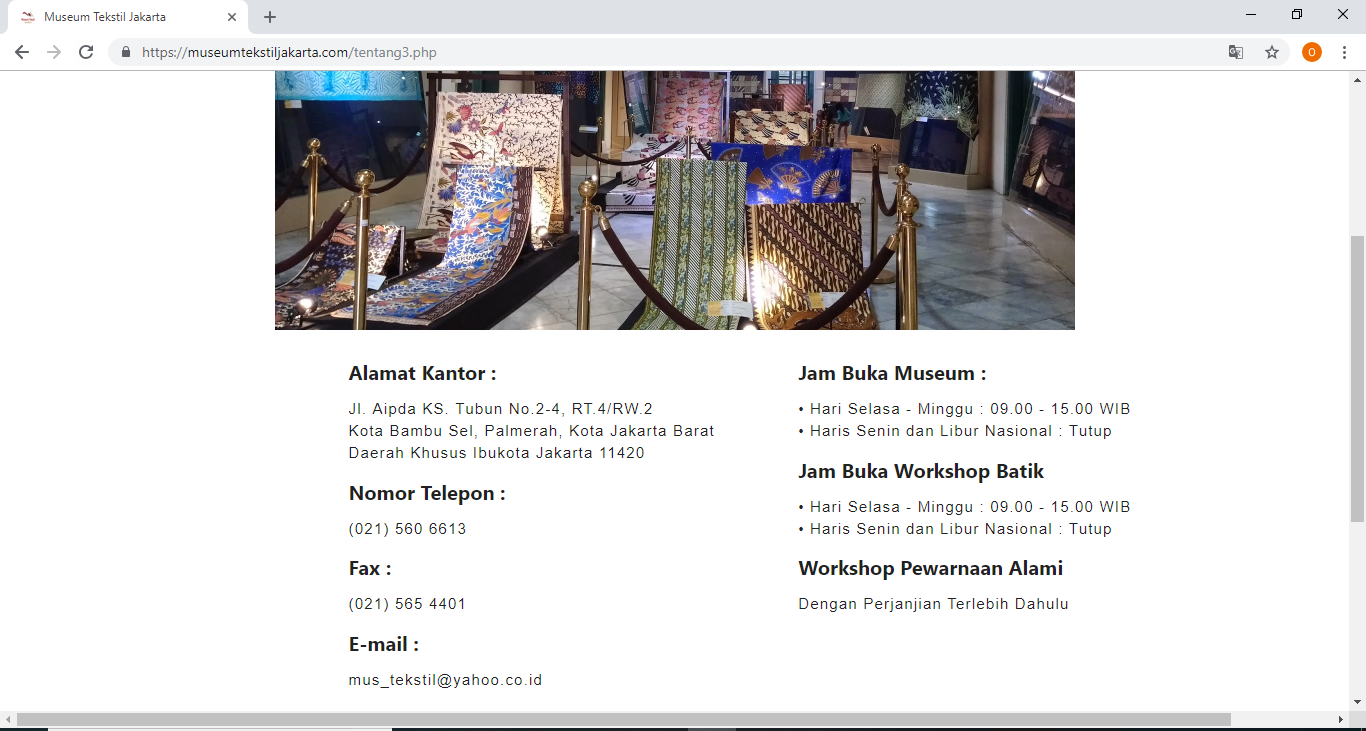 Museum Tekstil Jakarta
https://museumtekstiljakarta.com/tentang3.php
O
Alamat Kantor :
Jl. Aipda KS. Tubun No.2-4, RT.4/RW.2
Kota Bambu Sel, Palmerah, Kota Jakarta Barat
Daerah Khusus Ibukota Jakarta 11420
Nomor Telepon :
(021) 560 6613
Fax :
(021) 565 4401
E-mail :
mus_tekstil@yahoo.co.id
Jam Buka Museum :
• Hari Selasa - Minggu : 09.00 - 15.00 WIB
• Haris Senin dan Libur Nasional : Tutup
Jam Buka Workshop Batik
• Hari Selasa - Minggu : 09.00 - 15.00 WIB
• Haris Senin dan Libur Nasional : Tutup
Workshop Pewarnaan Alami
Dengan Perjanjian Terlebih Dahulu